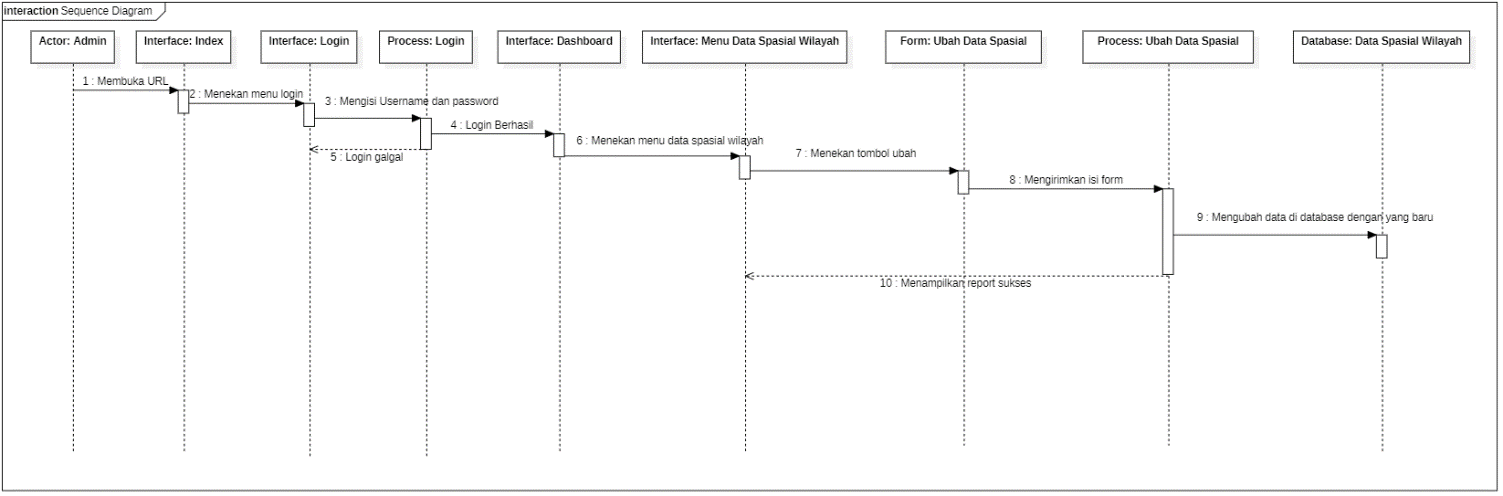 interaction Sequence Diagram
Actor: Admin
Interface: Index
Interface: Login
Process: Login
Interface: Dashboard
Interface: Menu Data Spasial Wilayah
Form: Ubah Data Spasial
Process: Ubah Data Spasial
Database: Data Spasial Wilayah
1 : Membuka URL
2 : Menekan menu login
3 : Mengisi Username dan password
4 : Login Berhasil
5 : Login galgal
6 : Menekan menu data spasial wilayah
7 : Menekan tombol ubah
8 : Mengirimkan isi form
9 : Mengubah data di database dengan yang baru
10 : Menampilkan report sukses